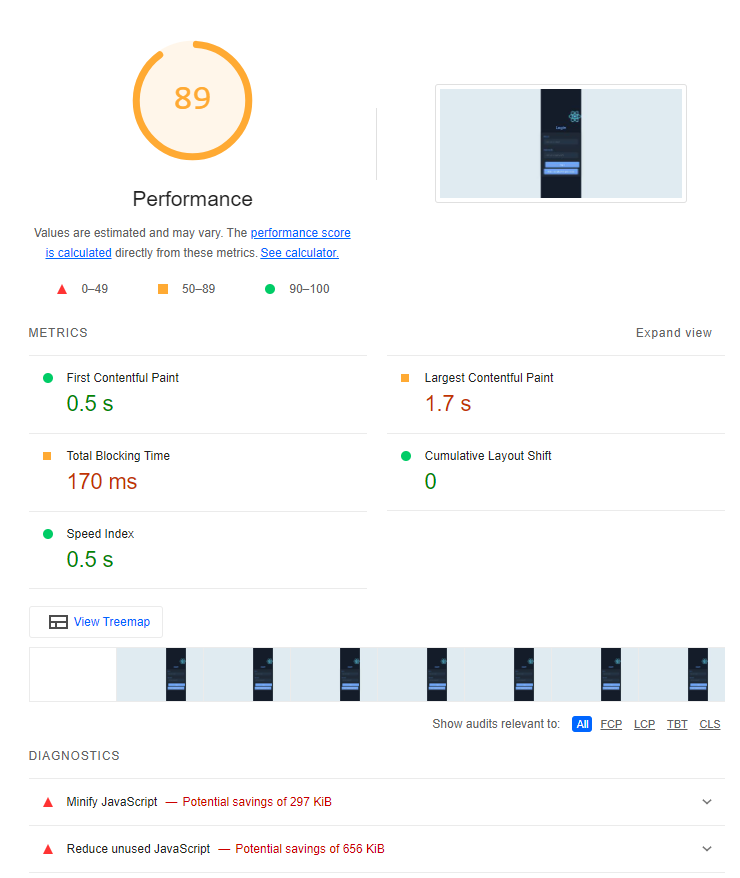 89
Performance
Values are estimated and may vary. The performance score
is calculated directly from these metrics. See calculator.
0–49
50–89
90–100
METRICS
Expand view
First Contentful Paint
0.5 s
Largest Contentful Paint
1.7 s
Total Blocking Time
170 ms
Cumulative Layout Shift
0
Speed Index
0.5 s
View Treemap
Show audits relevant to: All FCP LCP TBT CLS
DIAGNOSTICS
Minify JavaScript — Potential savings of 297 KiB
Reduce unused JavaScript — Potential savings of 656 KiB
Login